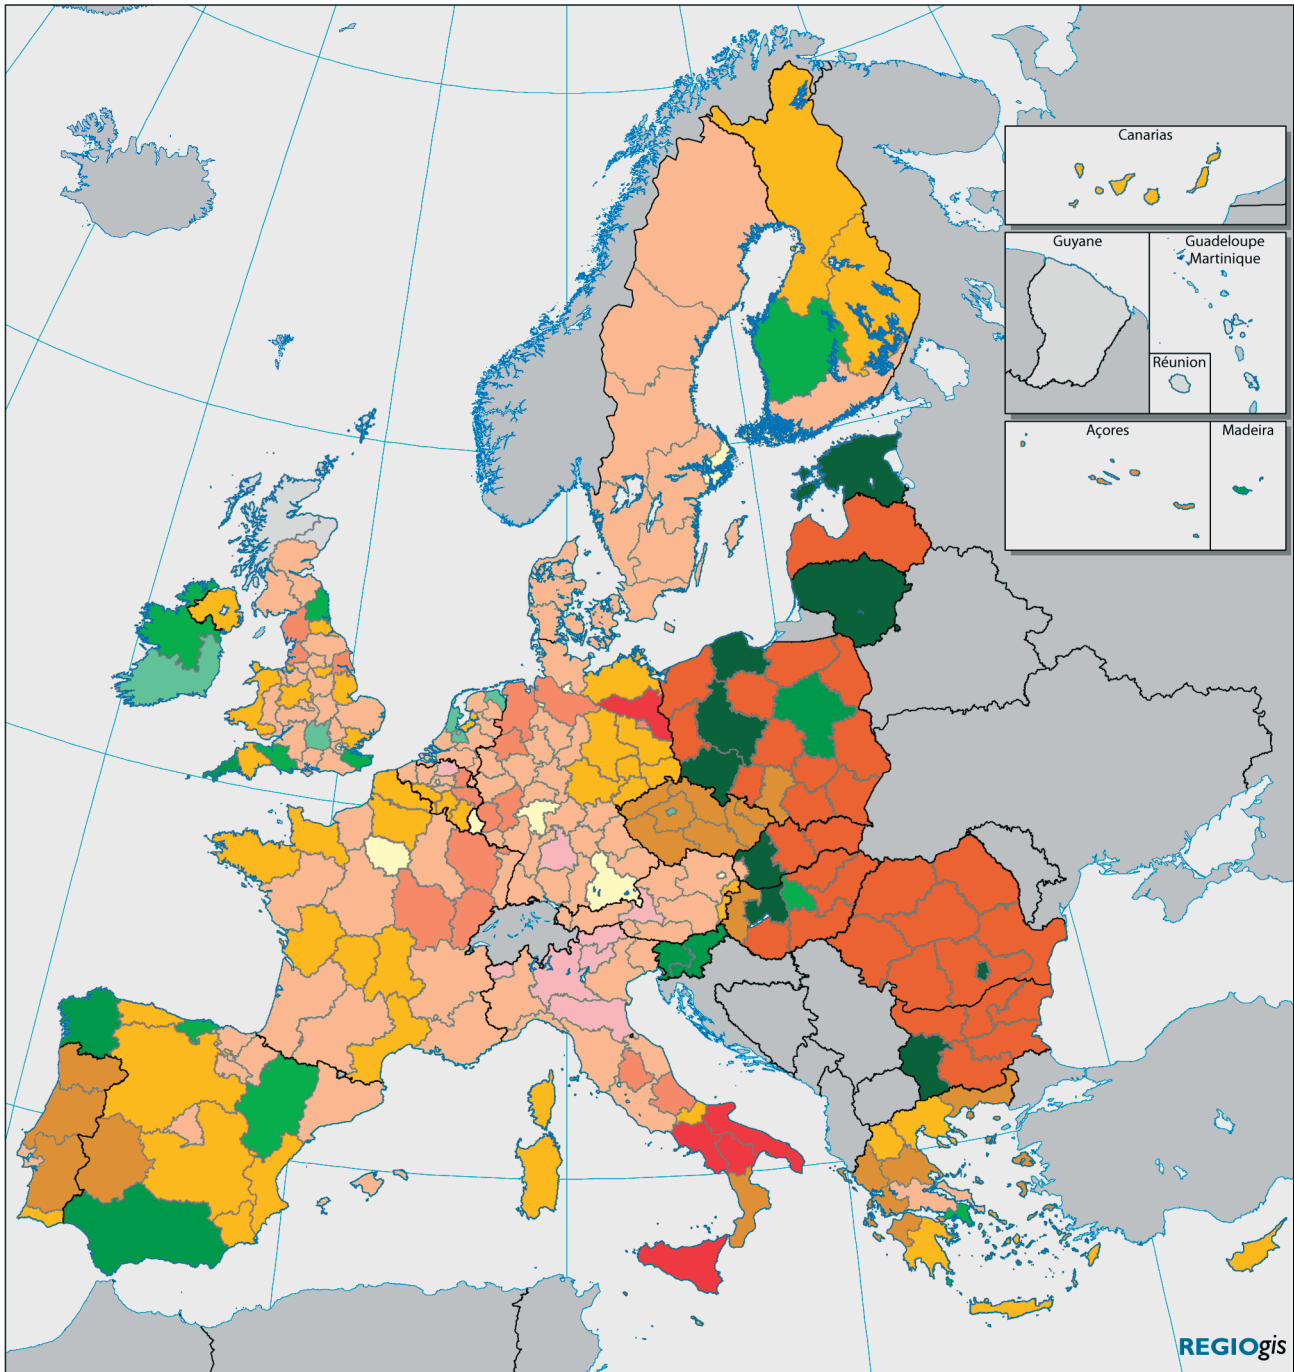 Canarias
Guyane
Guadeloupe
Martinique
Réunion
Açores
Madeira
REGIOgis